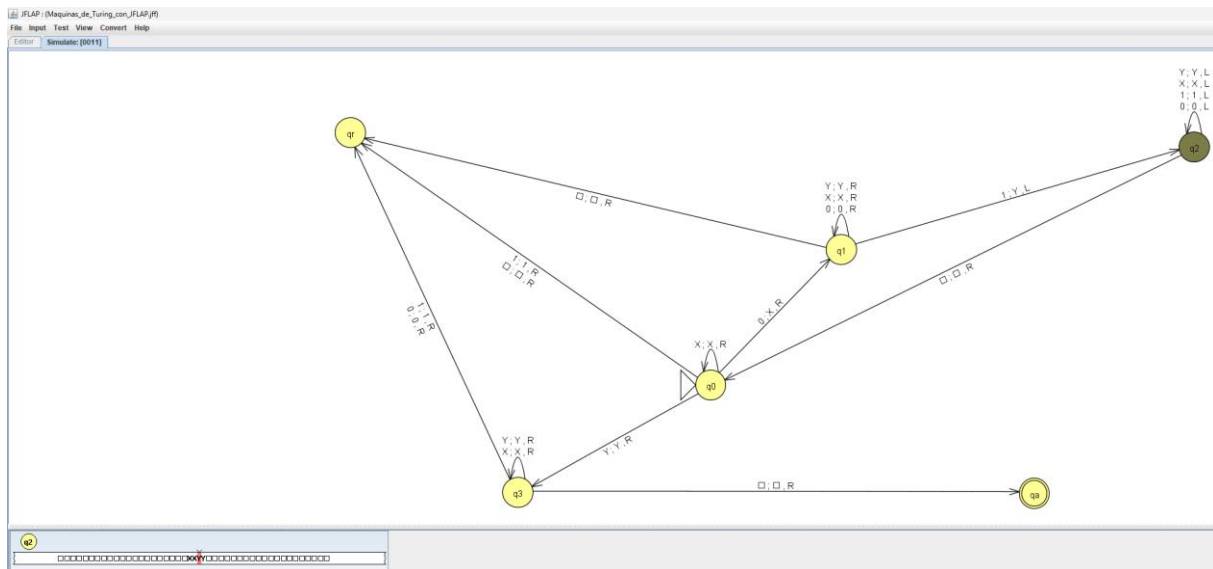 JFLAP : (Maquinas_de_Turing_con_JFLAP.jff)
File Input Test View Convert Help
Editor Simulate: [0011]
Y ; Y , L
X ; X , L
1 ; 1 , L
0 ; 0 , L
qr
q2
Y ; Y , R
X ; X , R
0 ; 0 , R
□ ; □ , R
1 ; Y , L
q1
1 ; 1 , R
□ ; □ , R
□ ; □ , R
1 ; 1 , R
0 ; 0 , R
0 ; X , R
X ; X , R
q0
Y ; Y , R
Y ; Y , R
X ; X , R
□ ; □ , R
q3
qa
q2
□□□□□□□□□□□□□□□□□□□□□XXYY□□□□□□□□□□□□□□□□□□□□